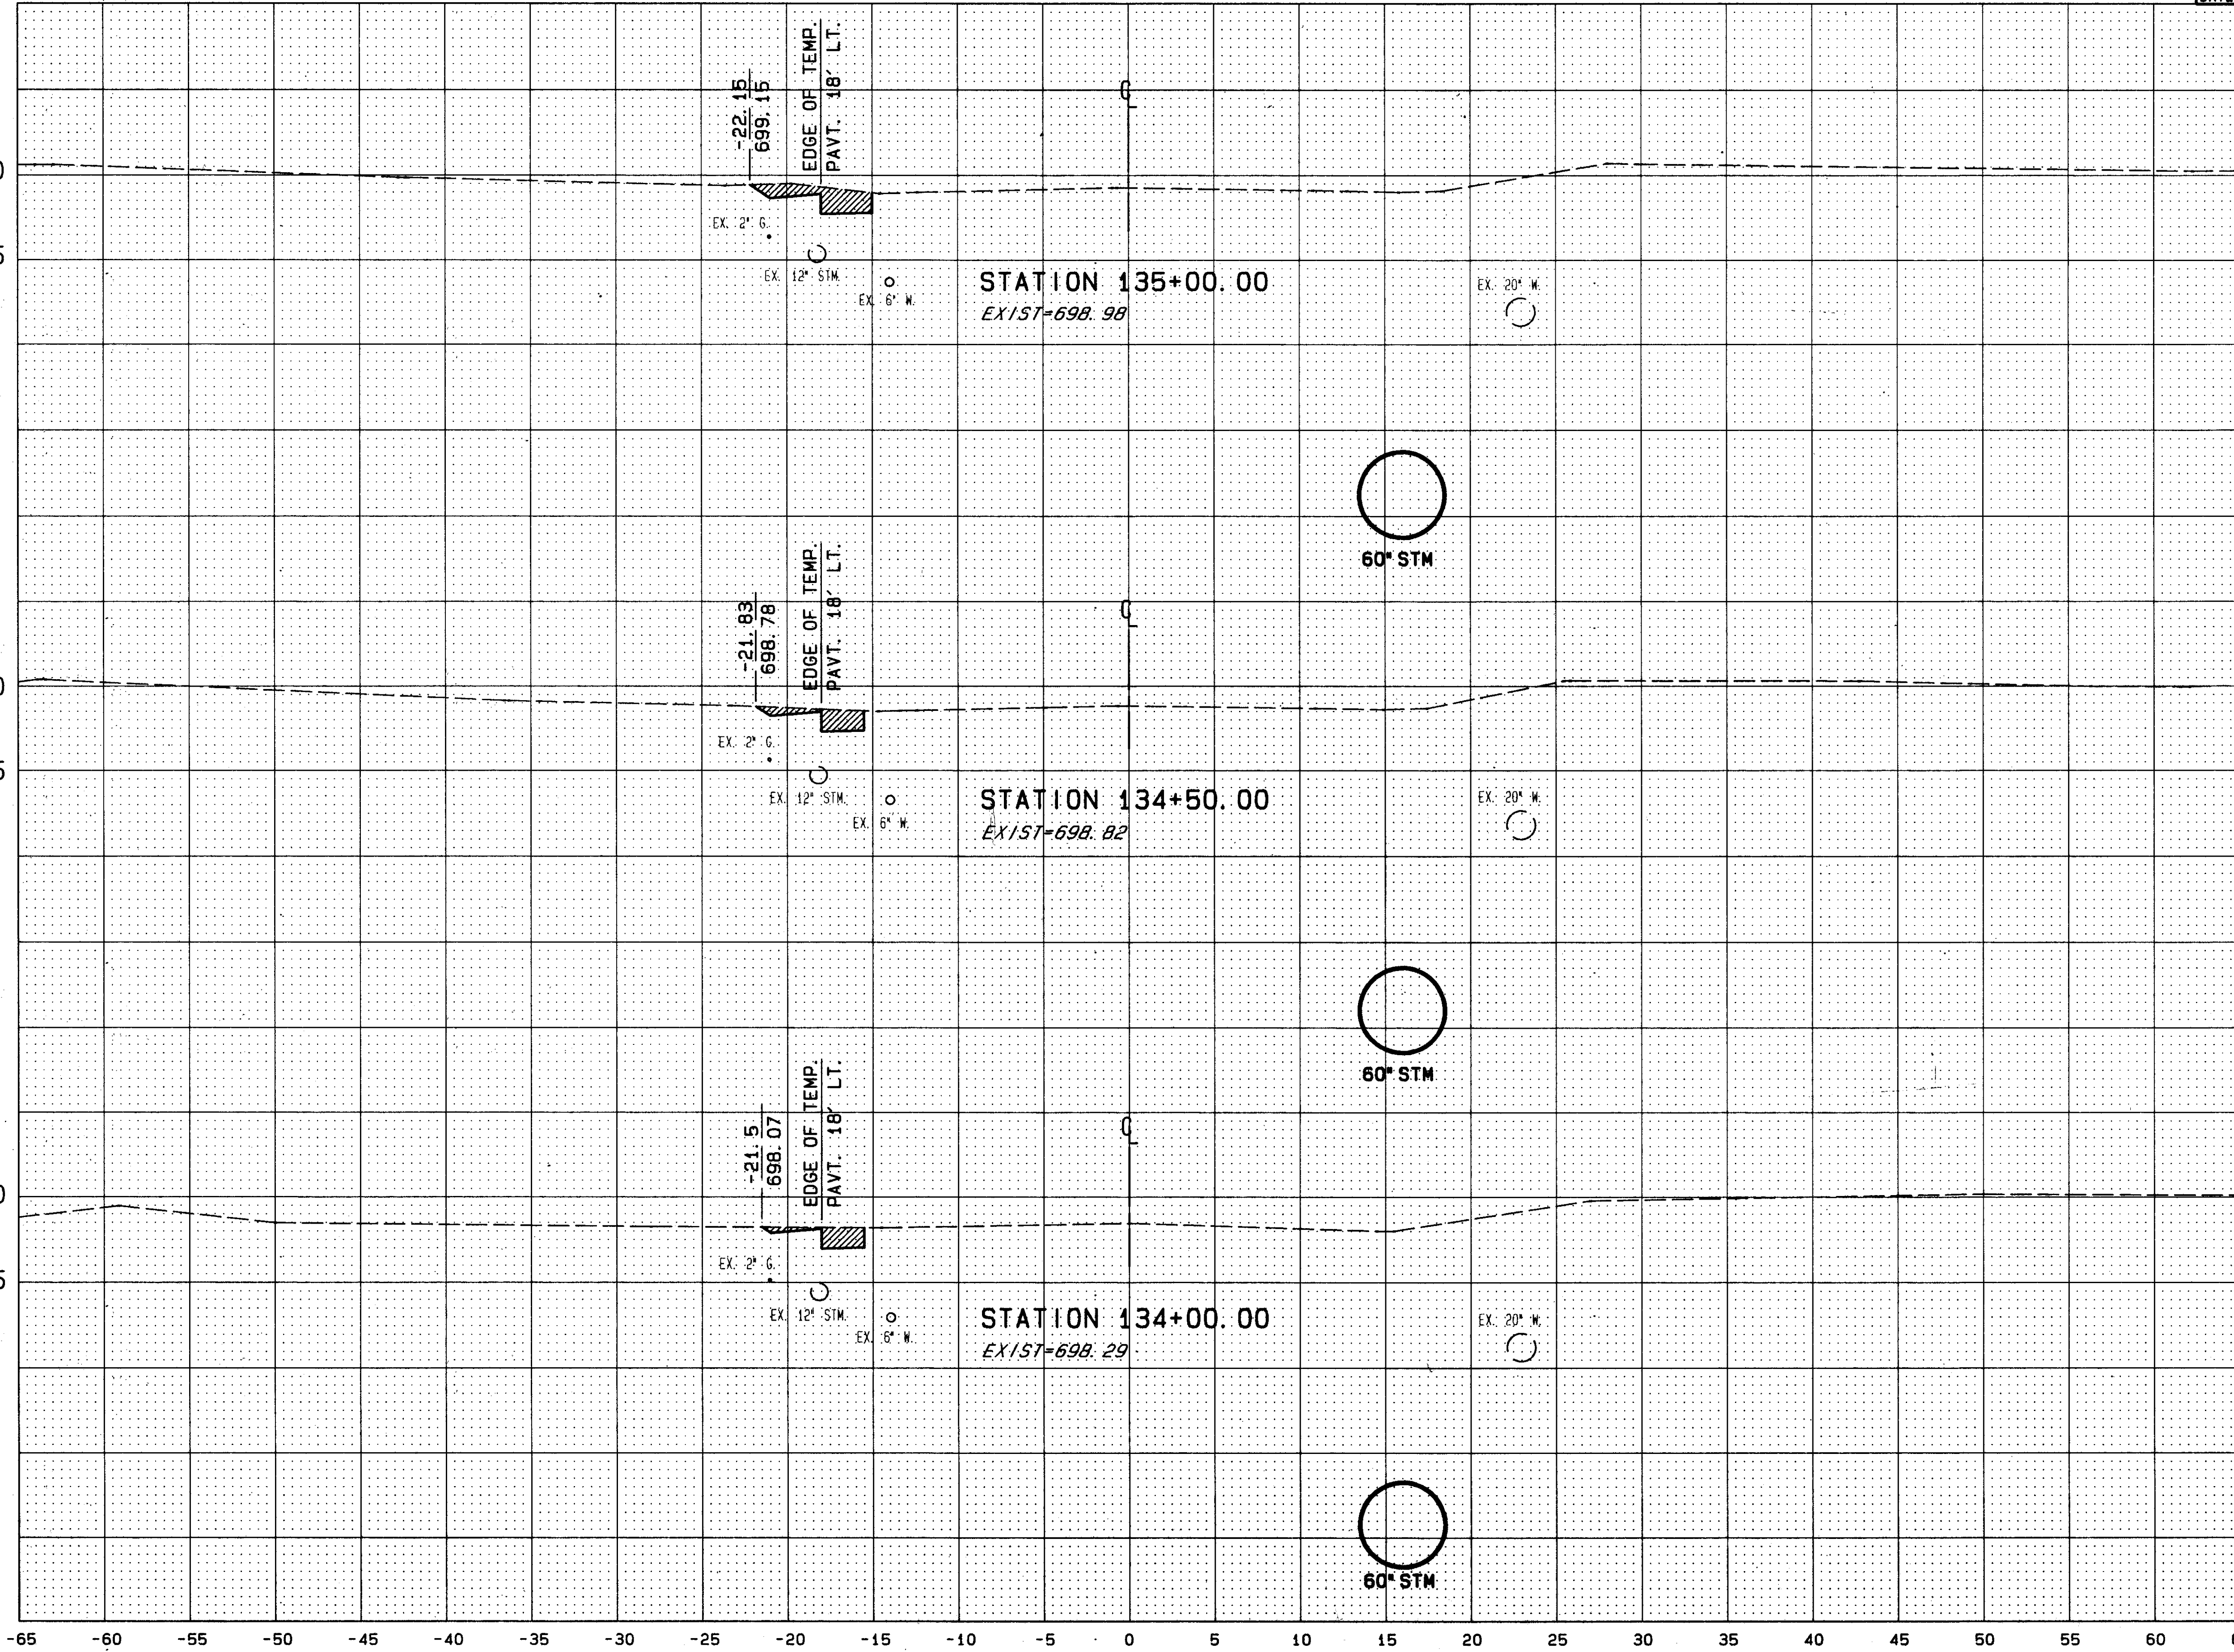 -22.15
699.15
EDGE OF TEMP.
PAVT. 18' LT.
EX. 2" G.
EX. 12" STM.
EX. 6" W.
STATION 135+00.00
EXIST=698.98
EX. 20" W.
60" STM
-21.83
698.78
EDGE OF TEMP.
PAVT. 18' LT.
EX. 2" G.
EX. 12" STM.
EX. 6" W.
STATION 134+50.00
EXIST=698.82
EX. 20" W.
60" STM
-21.5
698.07
EDGE OF TEMP.
PAVT. 18' LT.
EX. 2" G.
EX. 12" STM.
EX. 6" W.
STATION 134+00.00
EXIST=698.29
EX. 20" W.
60" STM
-65 -60 -55 -50 -45 -40 -35 -30 -25 -20 -15 -10 -5 0 5 10 15 20 25 30 35 40 45 50 55 60